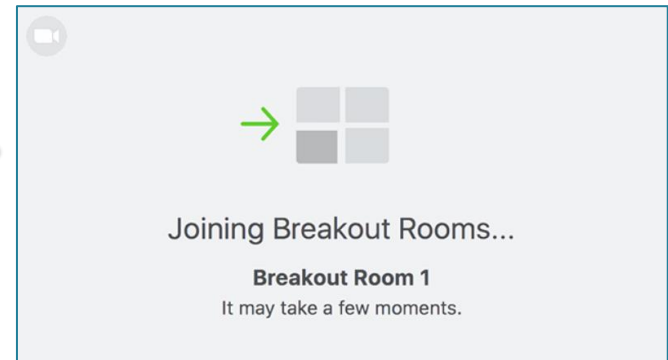 Joining Breakout Rooms...
Breakout Room 1
It may take a few moments.